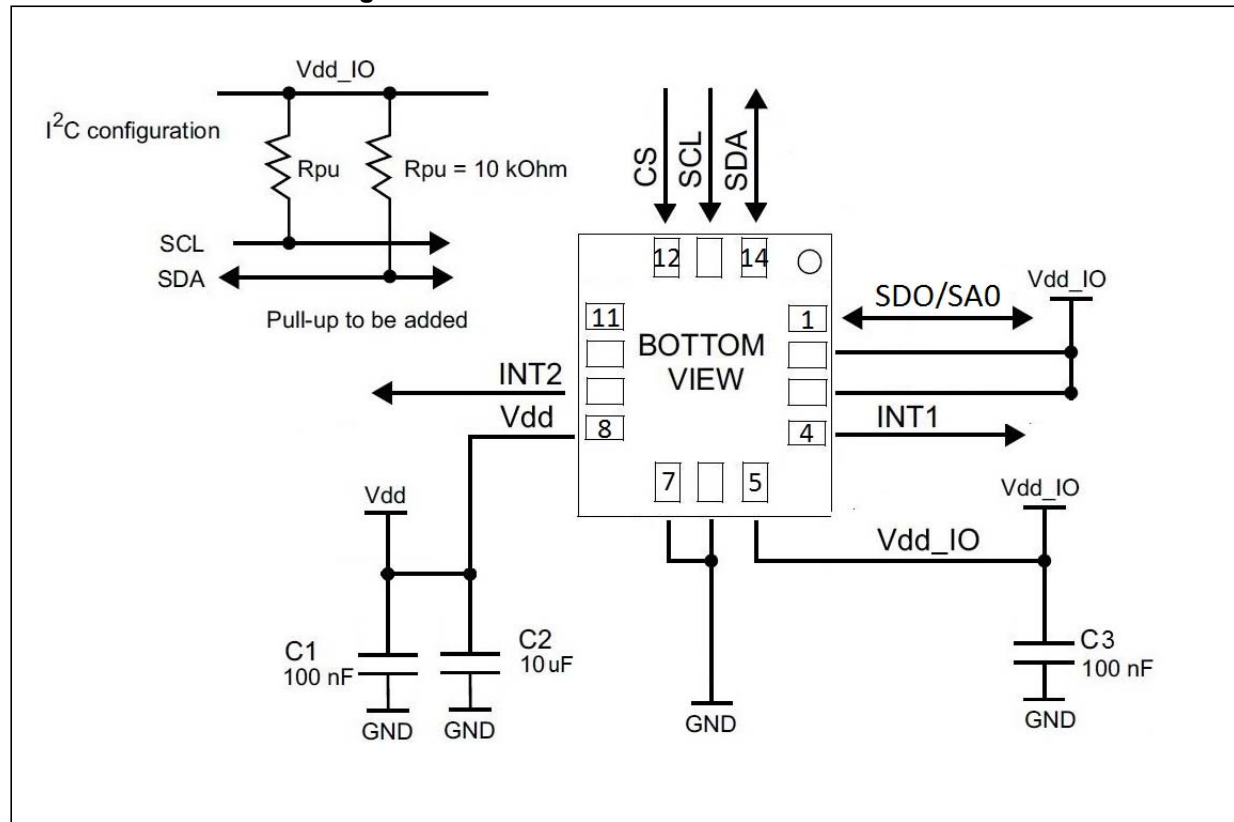 Vdd_IO
I²C configuration
Rpu
Rpu = 10 kOhm
SCL
SDA
Pull-up to be added
CS
SCL
SDA
12
14
11
1
SDO/SA0
Vdd_IO
BOTTOM
VIEW
INT2
Vdd
8
4
INT1
7
5
Vdd
Vdd_IO
Vdd_IO
C1
100 nF
C2
10 uF
C3
100 nF
GND
GND
GND
GND